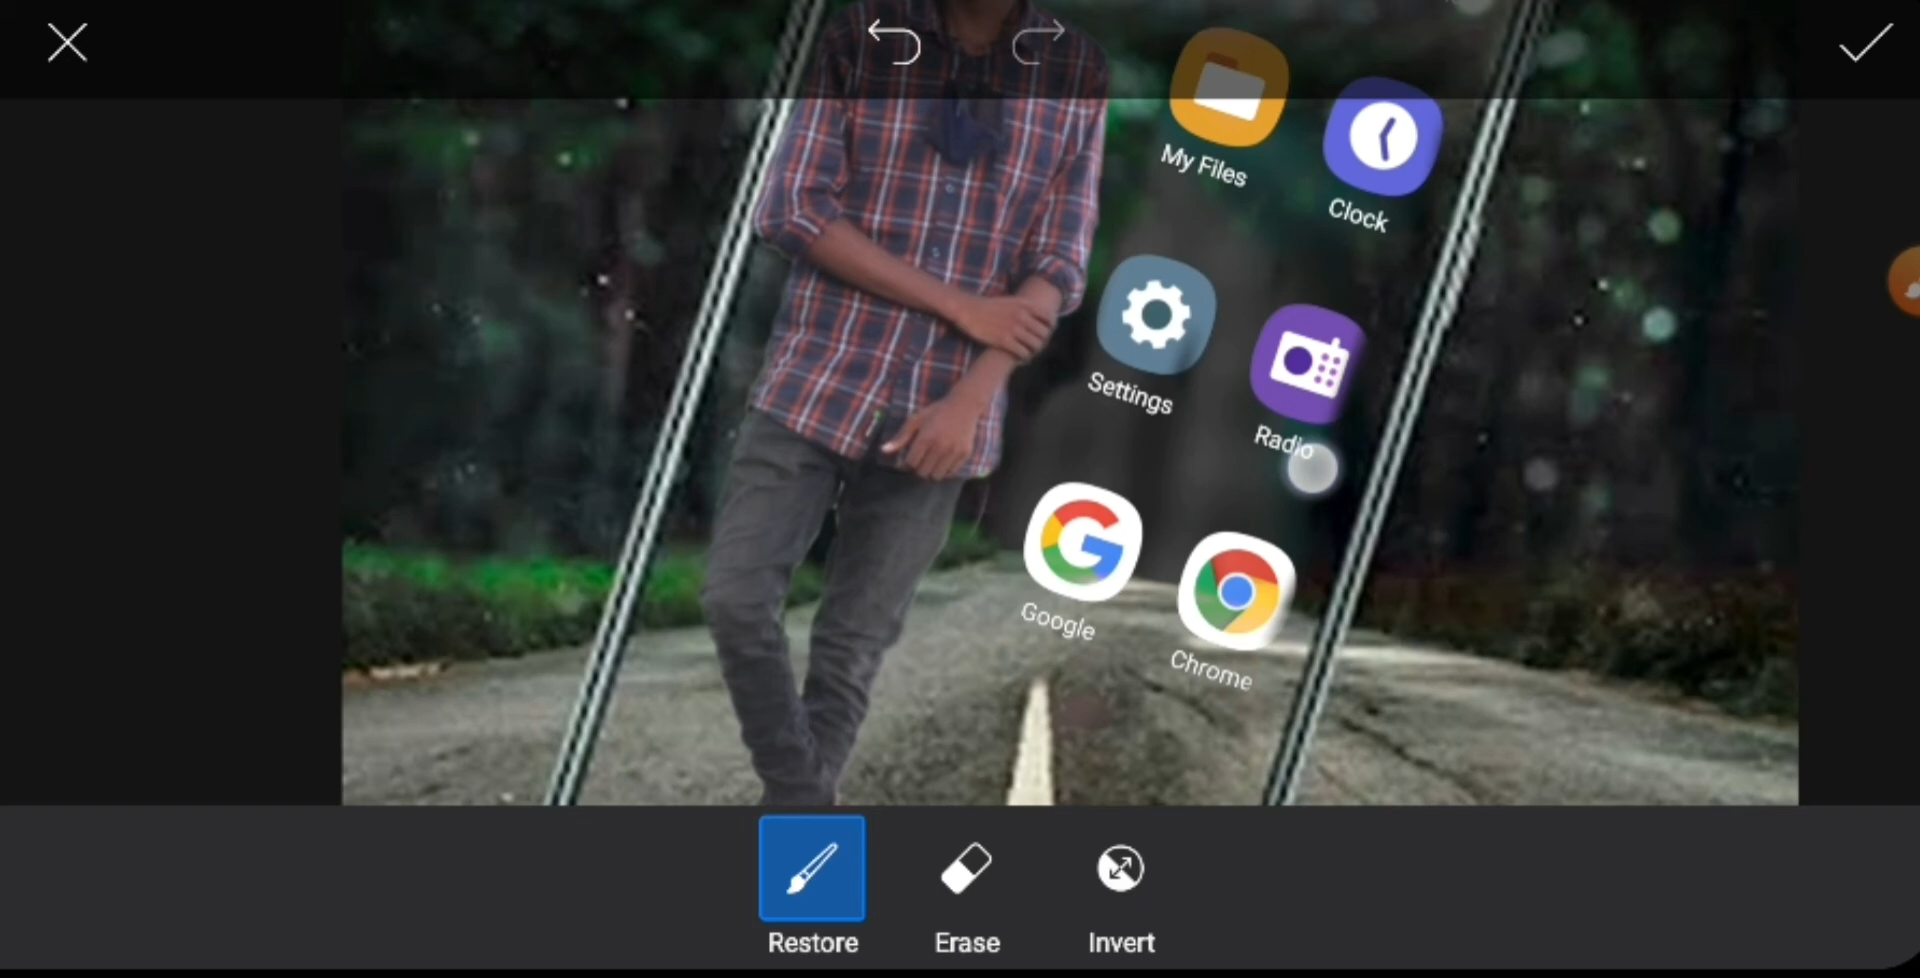 My Files
Clock
Settings
Radio
Google
Chrome
Restore
Erase
Invert